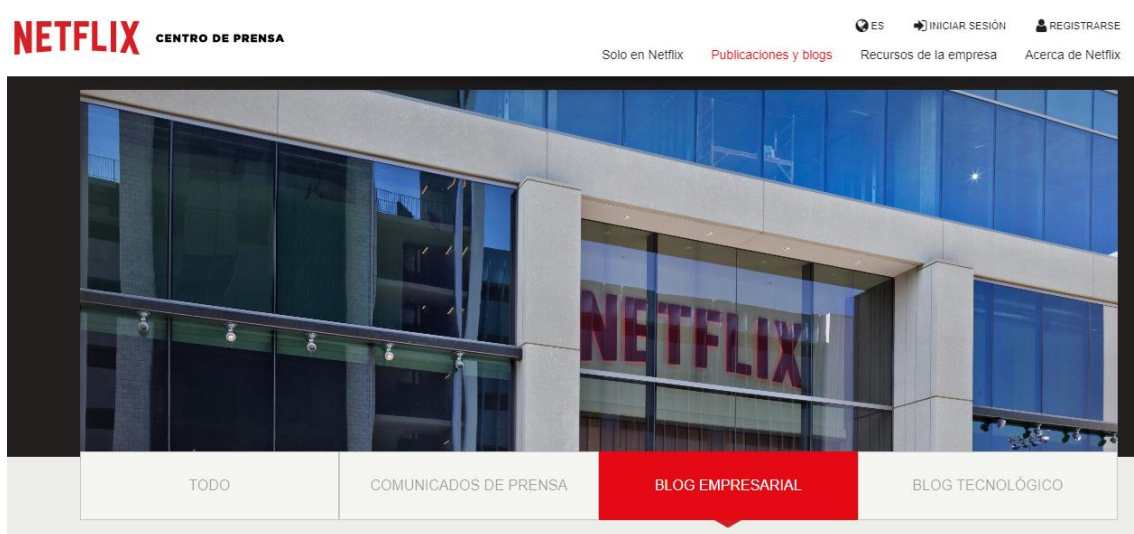 NETFLIX CENTRO DE PRENSA
ES INICIAR SESIÓN REGISTRARSE
Solo en Netflix Publicaciones y blogs Recursos de la empresa Acerca de Netflix
NETFLIX
TODO COMUNICADOS DE PRENSA BLOG EMPRESARIAL BLOG TECNOLÓGICO